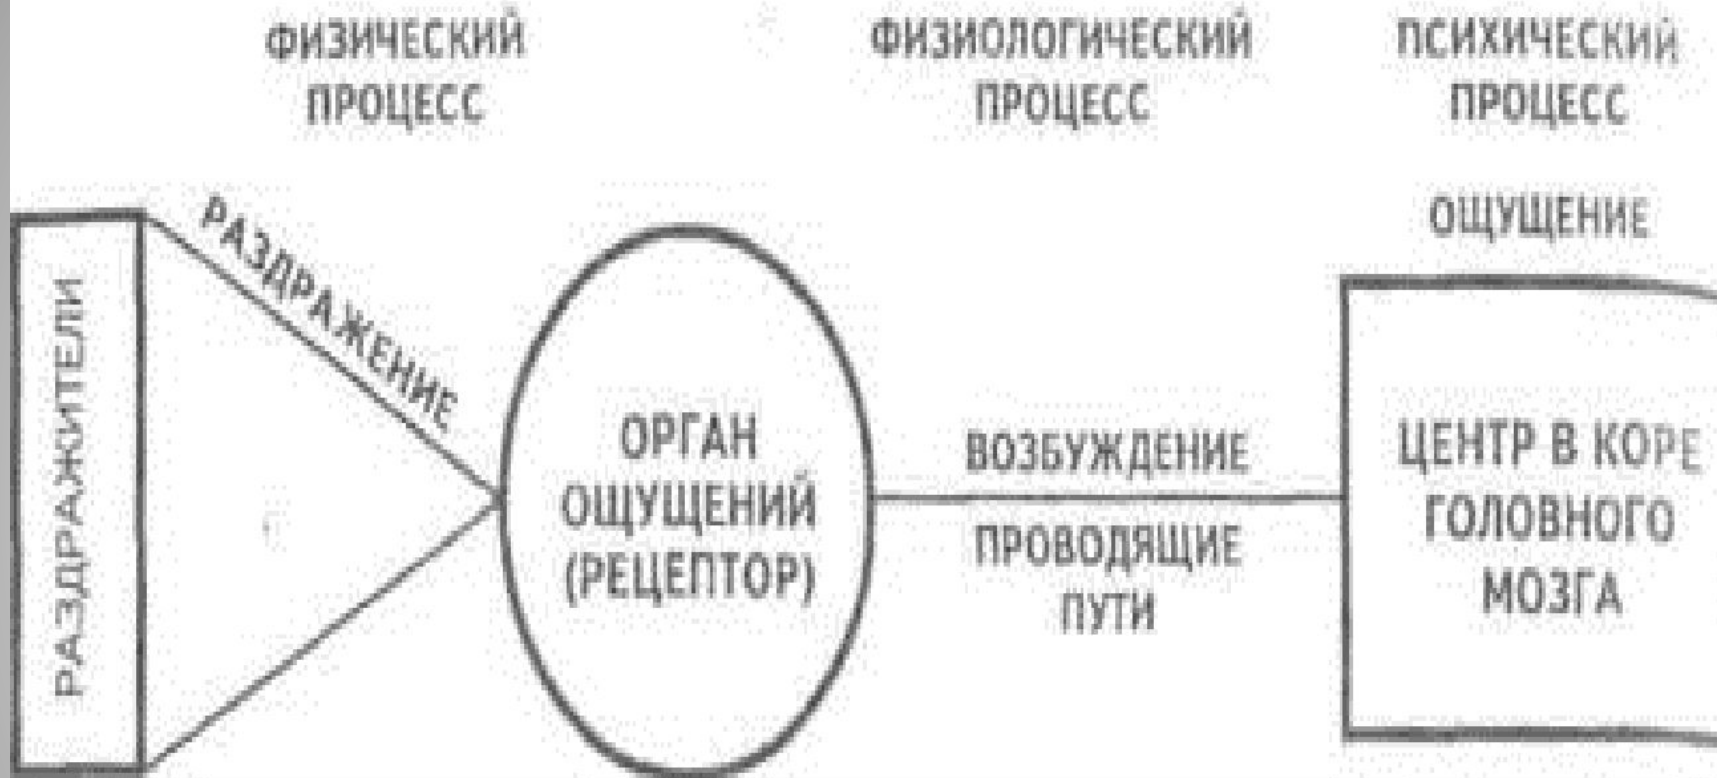 ФИЗИЧЕСКИЙ
ПРОЦЕСС
ФИЗИОЛОГИЧЕСКИЙ
ПРОЦЕСС
ПСИХИЧЕСКИЙ
ПРОЦЕСС
РАЗДРАЖИТЕЛИ
РАЗДРАЖЕНИЕ
ОРГАН
ОЩУЩЕНИЙ
(РЕЦЕПТОР)
ВОЗБУЖДЕНИЕ
ПРОВОДЯЩИЕ
ПУТИ
ОЩУЩЕНИЕ
ЦЕНТР В КОРЕ
ГОЛОВНОГО
МОЗГА